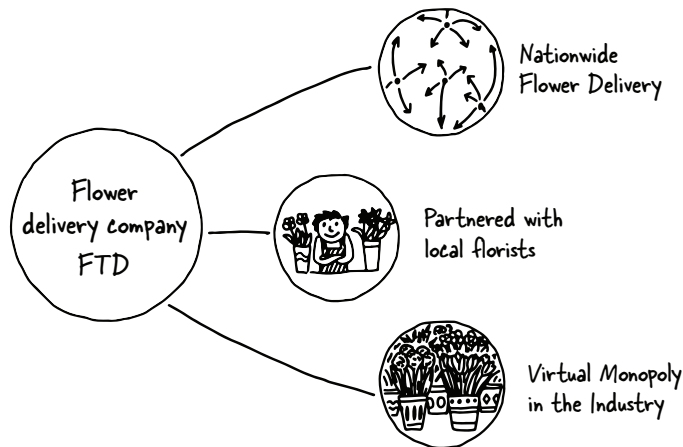 Flower
delivery company
FTD
Nationwide
Flower Delivery
Partnered with
local florists
Virtual Monopoly
in the Industry